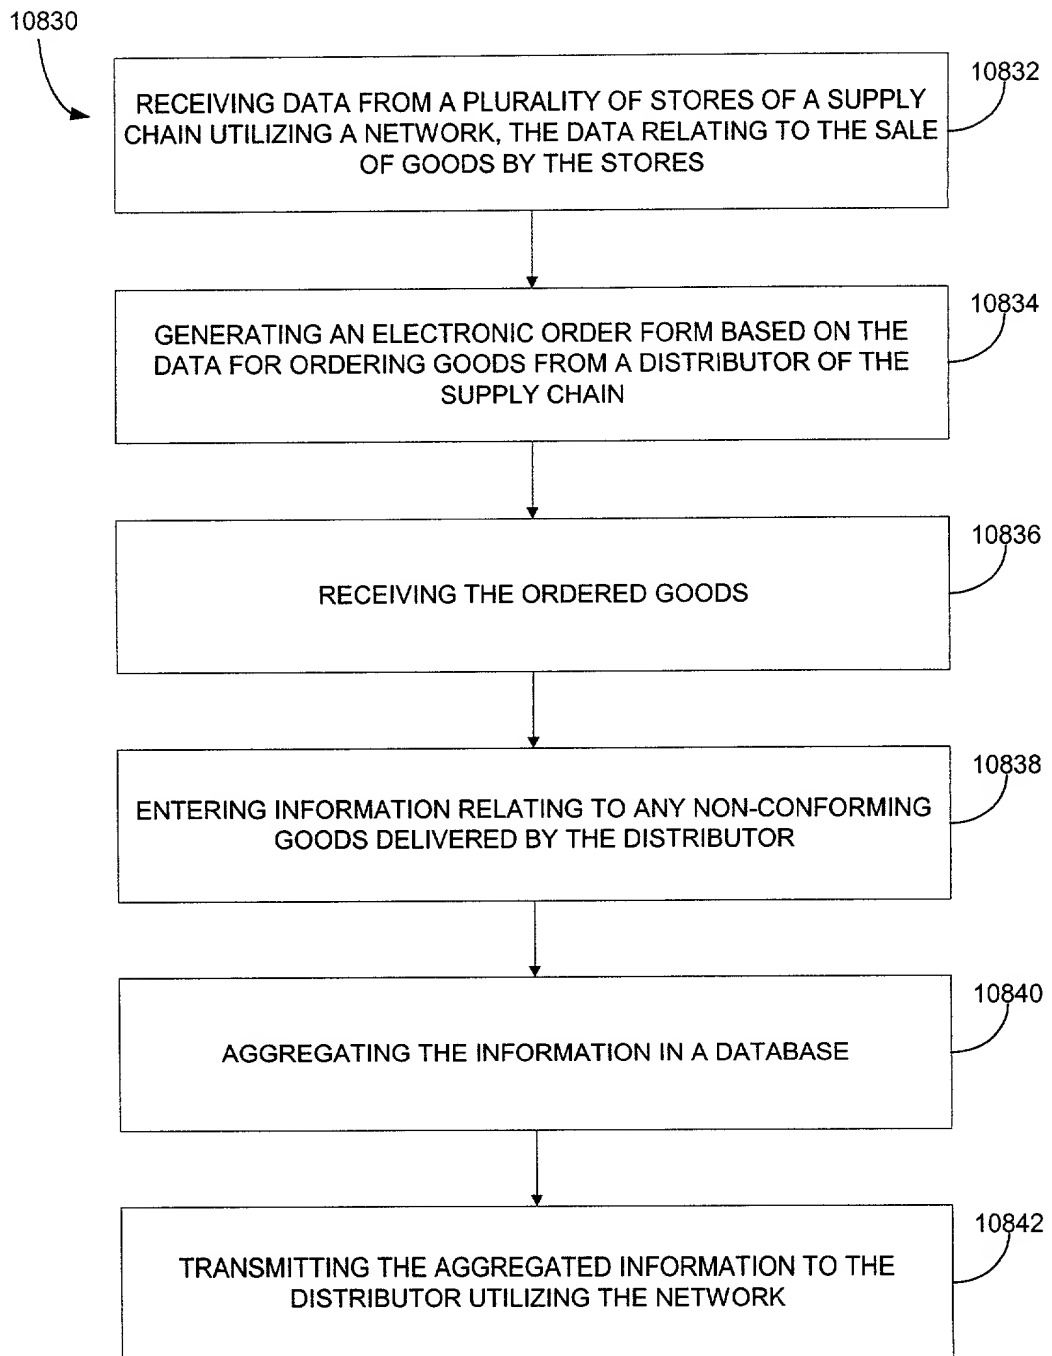 10830
10832
RECEIVING DATA FROM A PLURALITY OF STORES OF A SUPPLY
CHAIN UTILIZING A NETWORK, THE DATA RELATING TO THE SALE
OF GOODS BY THE STORES
10834
GENERATING AN ELECTRONIC ORDER FORM BASED ON THE
DATA FOR ORDERING GOODS FROM A DISTRIBUTOR OF THE
SUPPLY CHAIN
10836
RECEIVING THE ORDERED GOODS
10838
ENTERING INFORMATION RELATING TO ANY NON-CONFORMING
GOODS DELIVERED BY THE DISTRIBUTOR
10840
AGGREGATING THE INFORMATION IN A DATABASE
10842
TRANSMITTING THE AGGREGATED INFORMATION TO THE
DISTRIBUTOR UTILIZING THE NETWORK